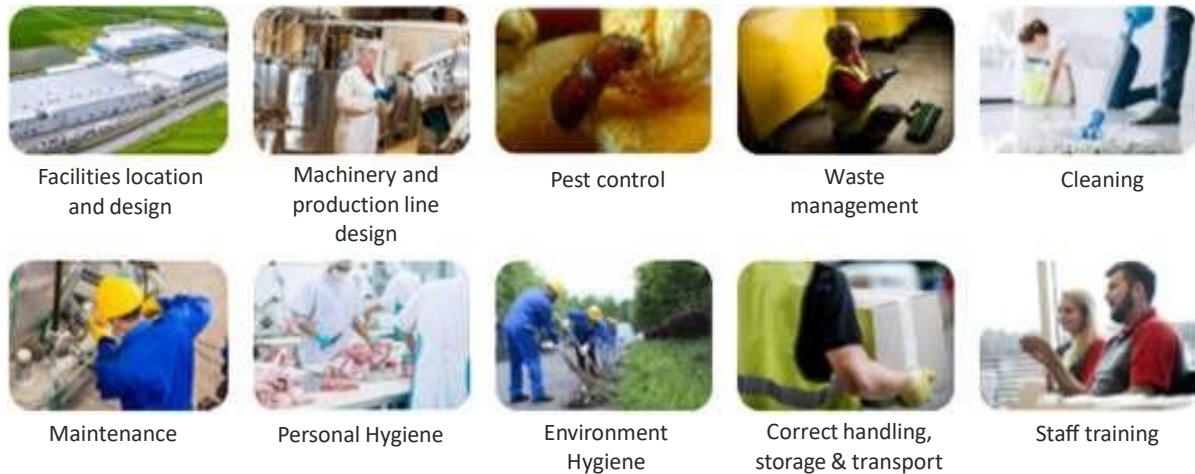 Facilities location
and design
Machinery and
production line
design
Pest control
Waste
management
Cleaning
Maintenance
Personal Hygiene
Environment
Hygiene
Correct handling,
storage & transport
Staff training